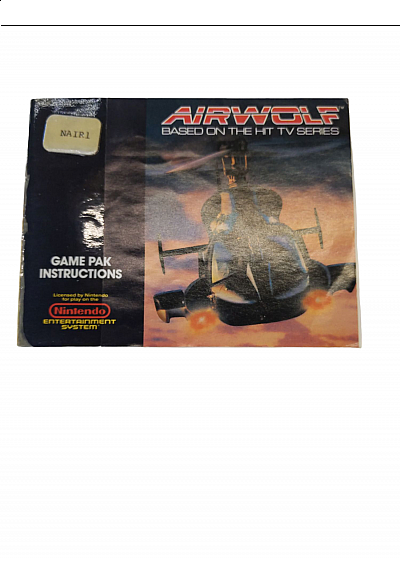 NAIR1
AIRWOLF™
BASED ON THE HIT TV SERIES
GAME PAK
INSTRUCTIONS
Licensed by Nintendo
for play on the
Nintendo
ENTERTAINMENT
SYSTEM